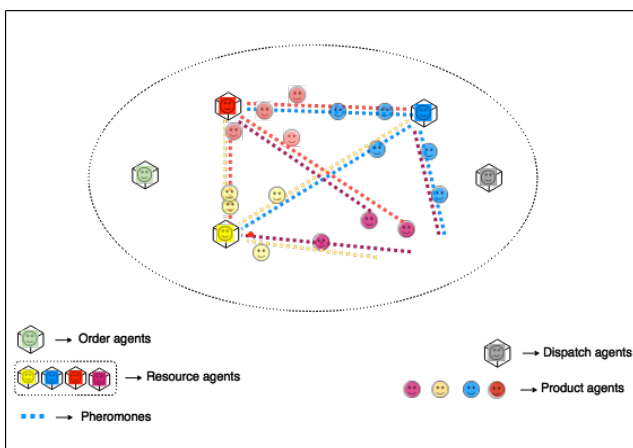 Order agents
Resource agents
Pheromones
Dispatch agents
Product agents